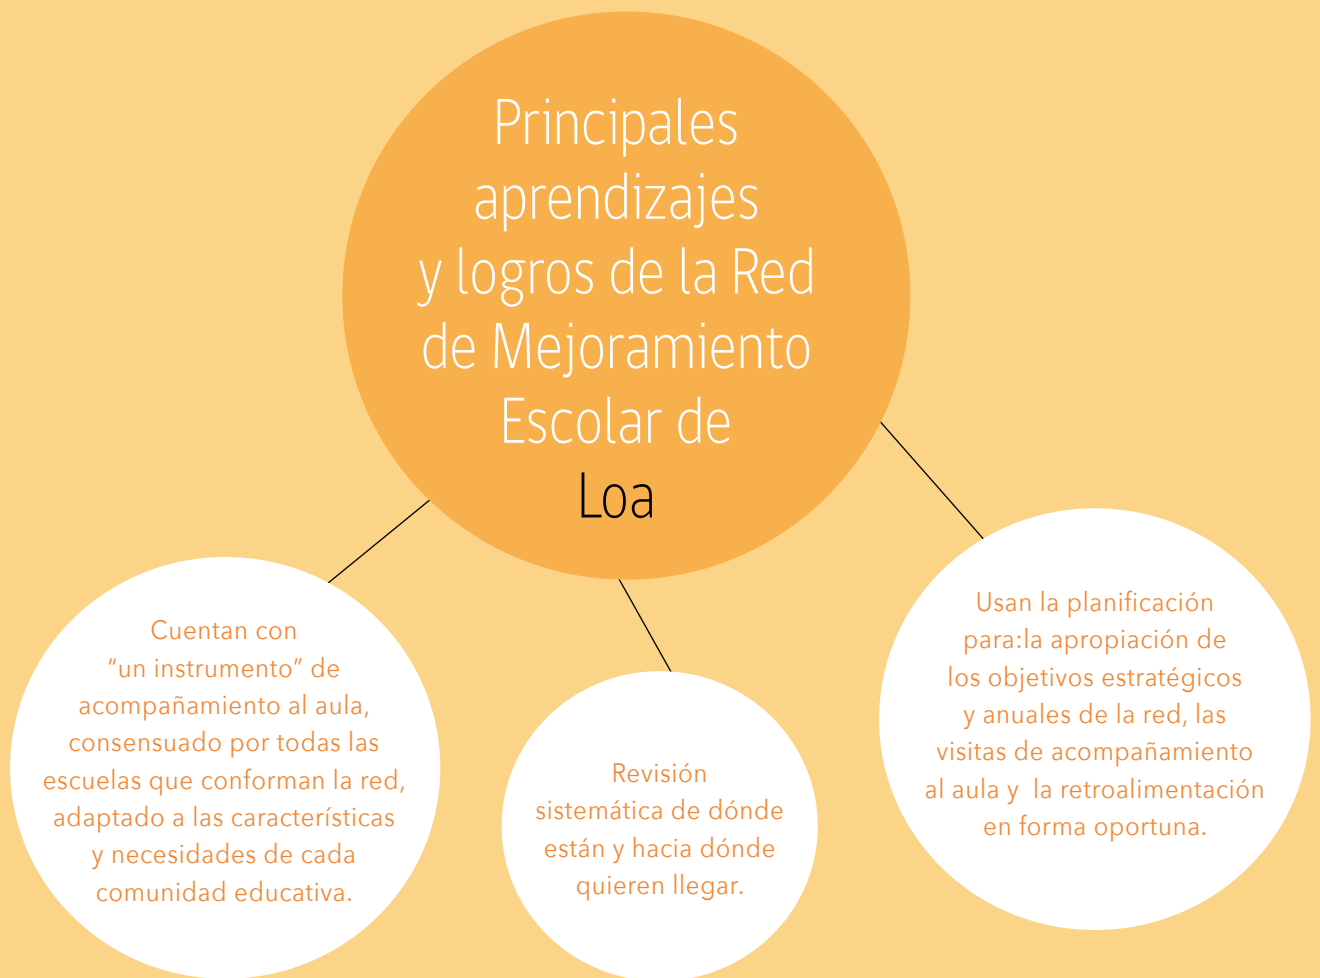 Principales
aprendizajes
y logros de la Red
de Mejoramiento
Escolar de
Loa
Cuentan con
“un instrumento” de
acompañamiento al aula,
consensuado por todas las
escuelas que conforman la red,
adaptado a las características
y necesidades de cada
comunidad educativa.
Revisión
sistemática de dónde
están y hacia dónde
quieren llegar.
Usan la planificación
para:la apropiación de
los objetivos estratégicos
y anuales de la red, las
visitas de acompañamiento
al aula y la retroalimentación
en forma oportuna.